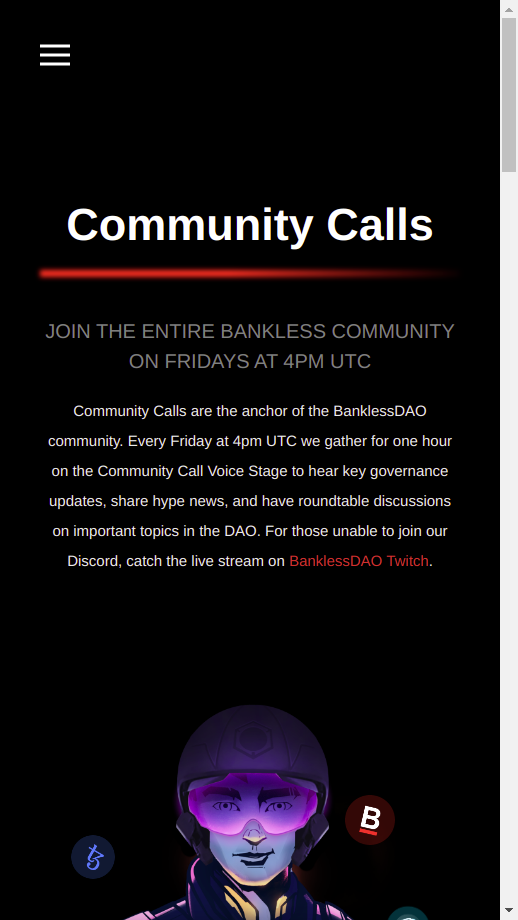 Community Calls
JOIN THE ENTIRE BANKLESS COMMUNITY
ON FRIDAYS AT 4PM UTC
Community Calls are the anchor of the BanklessDAO
community. Every Friday at 4pm UTC we gather for one hour
on the Community Call Voice Stage to hear key governance
updates, share hype news, and have roundtable discussions
on important topics in the DAO. For those unable to join our
Discord, catch the live stream on BanklessDAO Twitch.
B